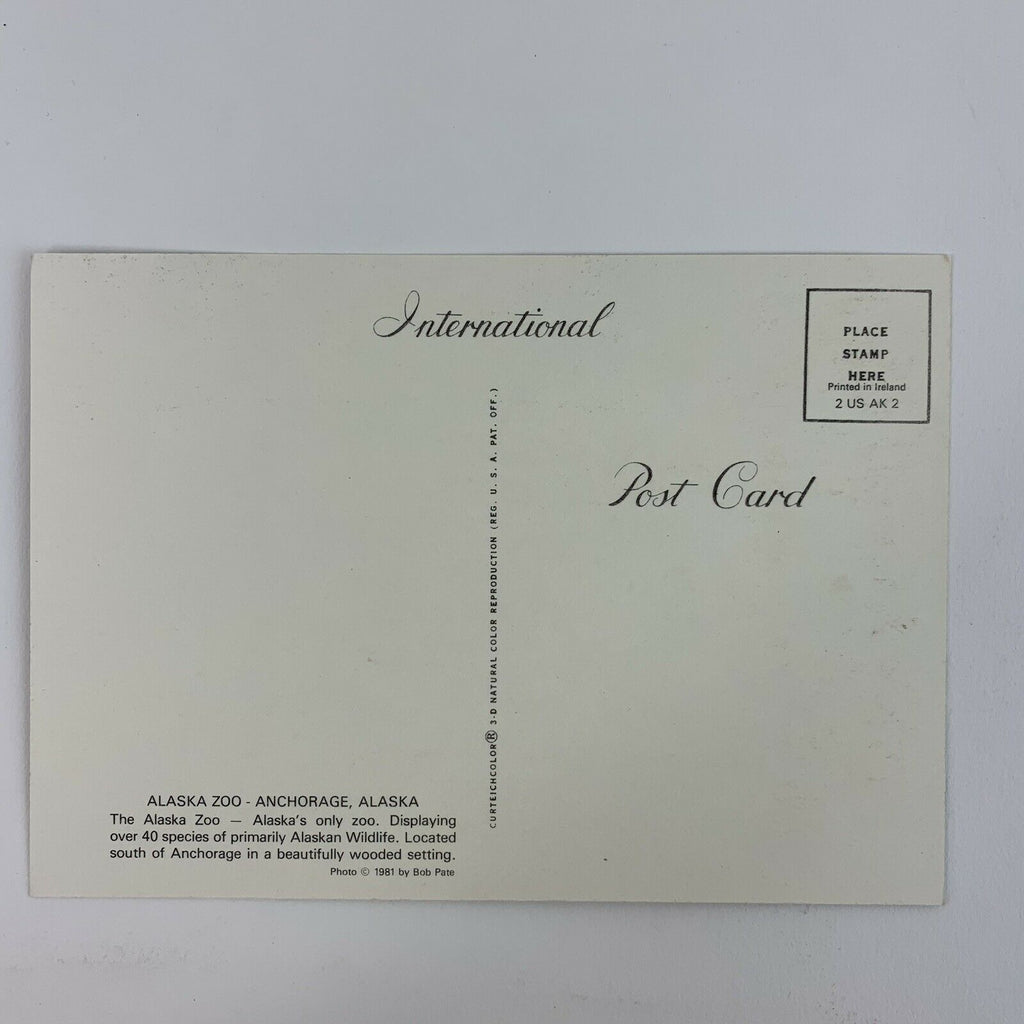 International
PLACE
STAMP
HERE
Printed in Ireland
2 US AK 2
Post Card
CURTEICHCOLOR® 3-D NATURAL COLOR REPRODUCTION (REG. U. S. A. PAT. OFF.)
ALASKA ZOO - ANCHORAGE, ALASKA
The Alaska Zoo — Alaska's only zoo. Displaying
over 40 species of primarily Alaskan Wildlife. Located
south of Anchorage in a beautifully wooded setting.
Photo © 1981 by Bob Pate